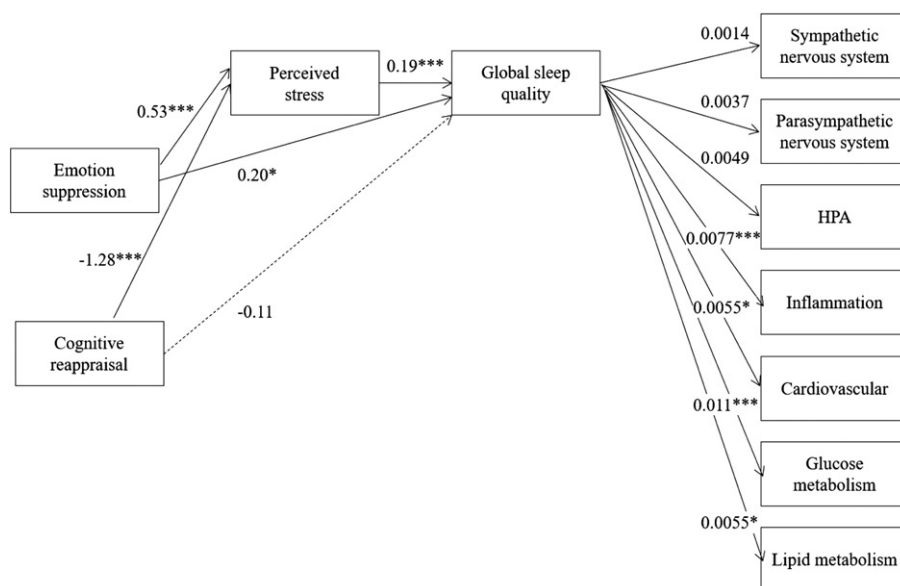 Sympathetic
nervous system
0.0014
Perceived
stress
0.19***
Global sleep
quality
0.0037
Parasympathetic
nervous system
0.53***
0.0049
Emotion
suppression
0.20*
HPA
0.0077***
-1.28***
Inflammation
0.0055*
-0.11
Cognitive
reappraisal
Cardiovascular
0.011***
Glucose
metabolism
0.0055*
Lipid metabolism